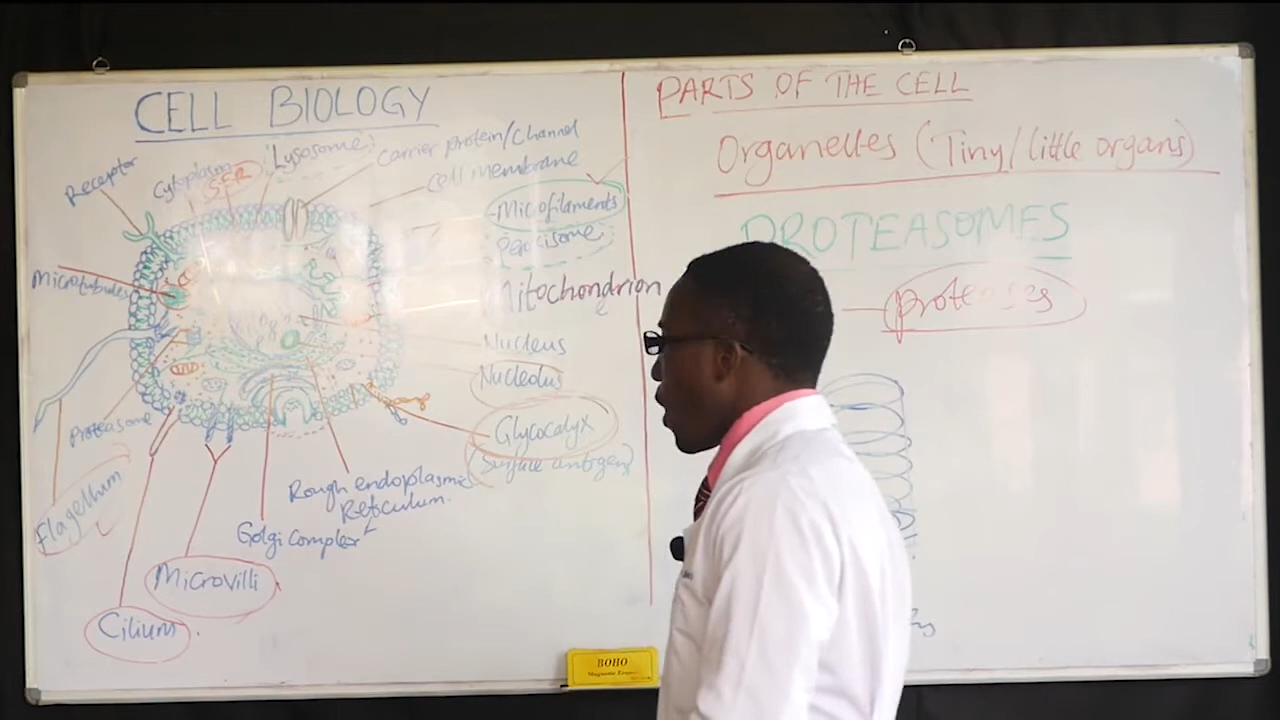 CELL BIOLOGY
Receptor
Cytoplasm
SER
Lysosome
Carrier protein/Channel
Cell membrane
Microfilaments
Peroxisome
Mitochondrion
Microtubules
Nucleus
Nucleolus
Glycocalyx
(Surface antigen)
Proteasome
Flagellum
Rough endoplasmic
Reticulum.
Golgi Complex
Microvilli
Cilium
PARTS OF THE CELL
Organelles (Tiny/little organs)
PROTEASOMES
proteases
BOHO
Magnetic